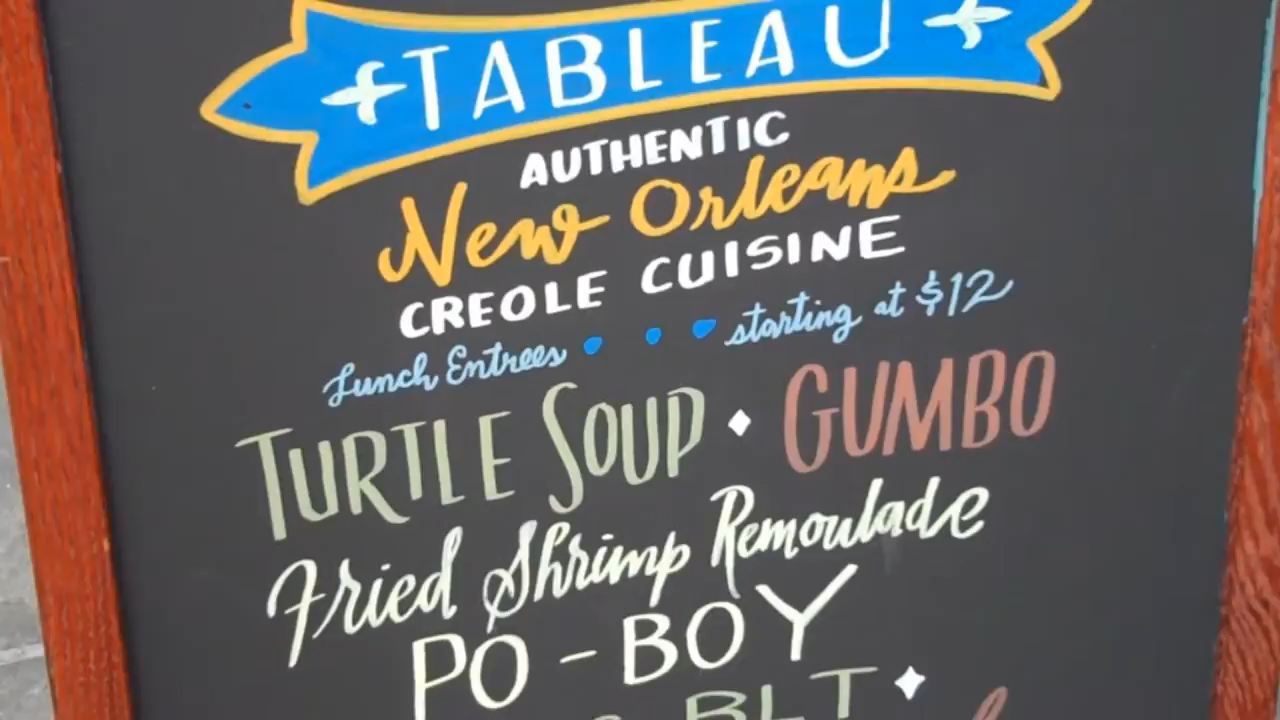 TABLEAU
AUTHENTIC
New Orleans
CREOLE CUISINE
Lunch Entrees • • • starting at $12
TURTLE SOUP • GUMBO
Fried Shrimp Remoulade
PO-BOY
BLT